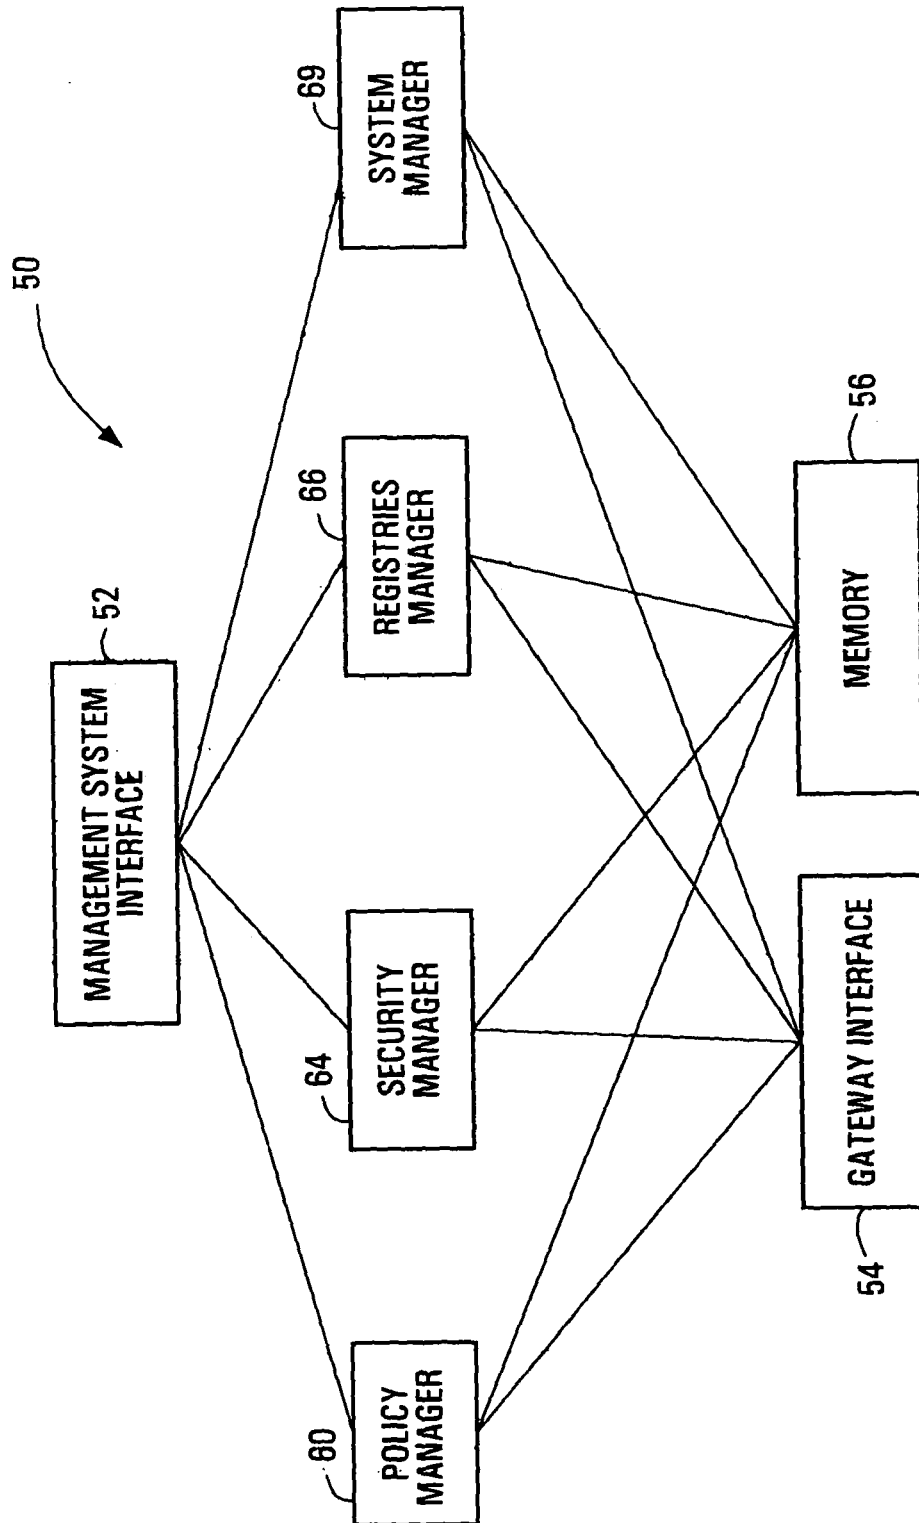 50
52
MANAGEMENT SYSTEM
INTERFACE
60
POLICY
MANAGER
64
SECURITY
MANAGER
66
REGISTRIES
MANAGER
69
SYSTEM
MANAGER
54
GATEWAY INTERFACE
56
MEMORY